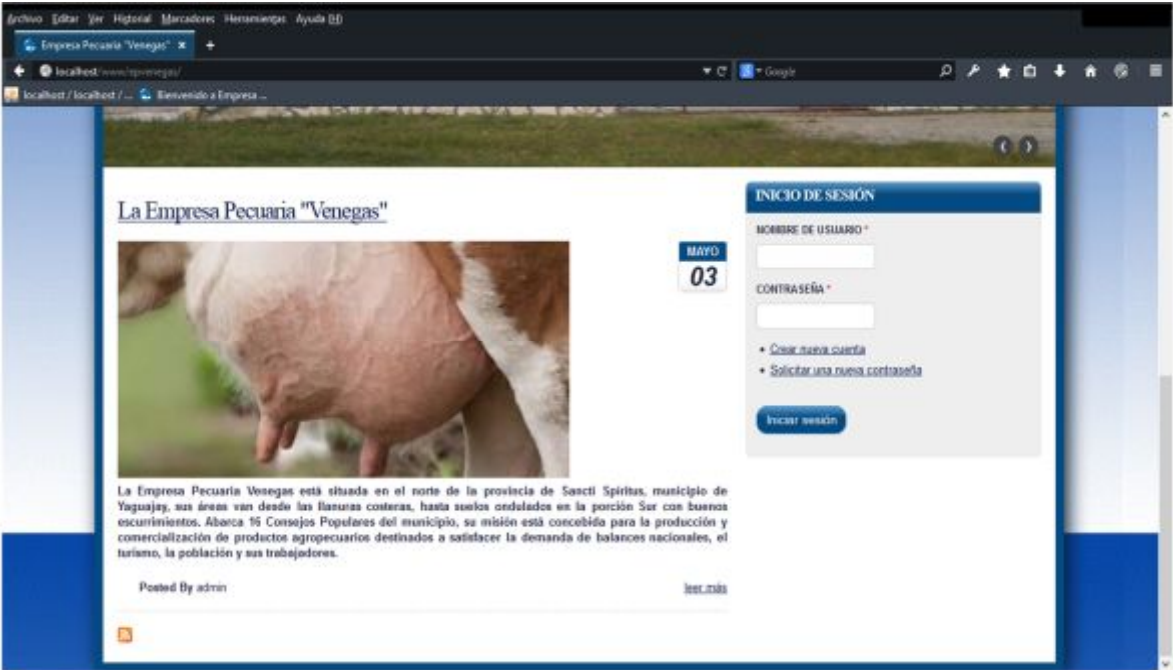 Archivo Editar Ver Historial Marcadores Herramientas Ayuda (H)
Empresa Pecuaria "Venegas" × +
localhost/www/epvenegas/ Google
localhost / localhost / ... Bienvenido a Empresa ...
La Empresa Pecuaria "Venegas"
MAYO
03
La Empresa Pecuaria Venegas está situada en el norte de la provincia de Sancti Spíritus, municipio de
Yaguajay, sus áreas van desde las llanuras costeras, hasta suelos ondulados en la porción Sur con buenos
escurrimientos. Abarca 16 Consejos Populares del municipio, su misión está concebida para la producción y
comercialización de productos agropecuarios destinados a satisfacer la demanda de balances nacionales, el
turismo, la población y sus trabajadores.
Posted By admin leer más
INICIO DE SESIÓN
NOMBRE DE USUARIO *
CONTRASEÑA *
• Crear nueva cuenta
• Solicitar una nueva contraseña
Iniciar sesión